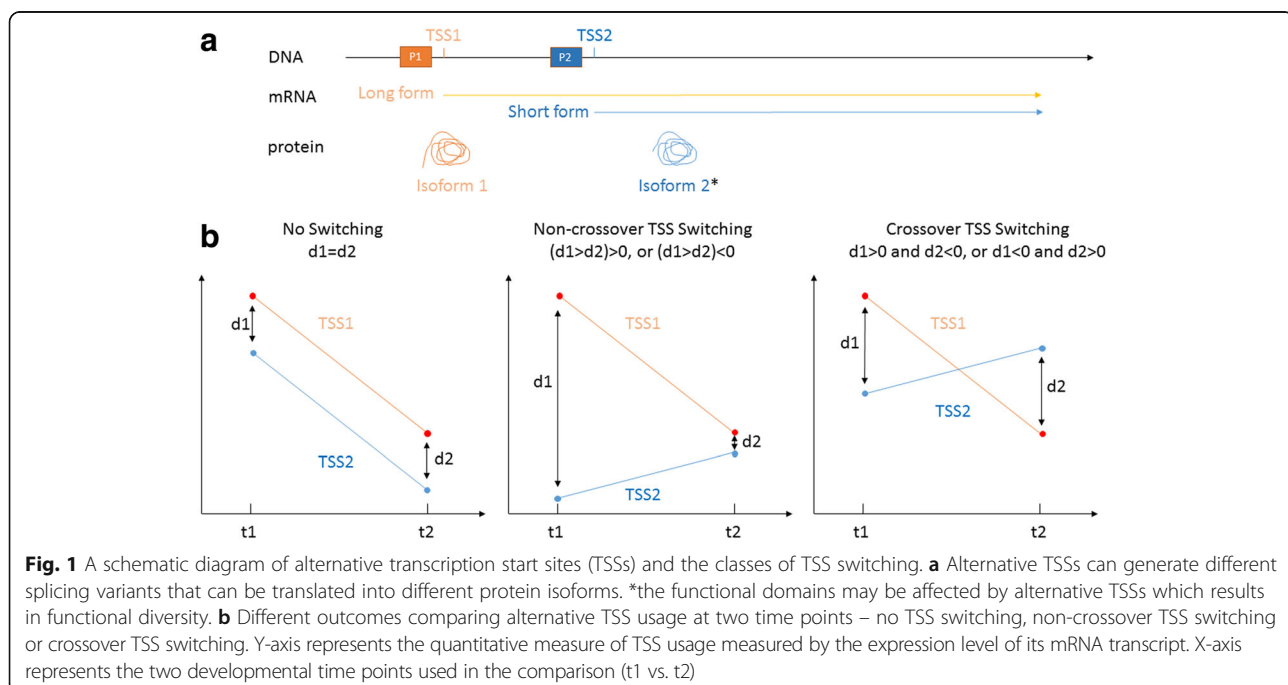 a
TSS1
TSS2
DNA
P1
P2
mRNA
Long form
Short form
protein
Isoform 1
Isoform 2*
b
No Switching
d1=d2
Non-crossover TSS Switching
(d1>d2)>0, or (d1>d2)<0
Crossover TSS Switching
d1>0 and d2<0, or d1<0 and d2>0
d1
TSS1
TSS2
d2
t1
t2
TSS1
d1
d2
TSS2
t1
t2
TSS1
d1
d2
TSS2
t1
t2
Fig. 1 A schematic diagram of alternative transcription start sites (TSSs) and the classes of TSS switching. a Alternative TSSs can generate different
splicing variants that can be translated into different protein isoforms. *the functional domains may be affected by alternative TSSs which results
in functional diversity. b Different outcomes comparing alternative TSS usage at two time points – no TSS switching, non-crossover TSS switching
or crossover TSS switching. Y-axis represents the quantitative measure of TSS usage measured by the expression level of its mRNA transcript. X-axis
represents the two developmental time points used in the comparison (t1 vs. t2)